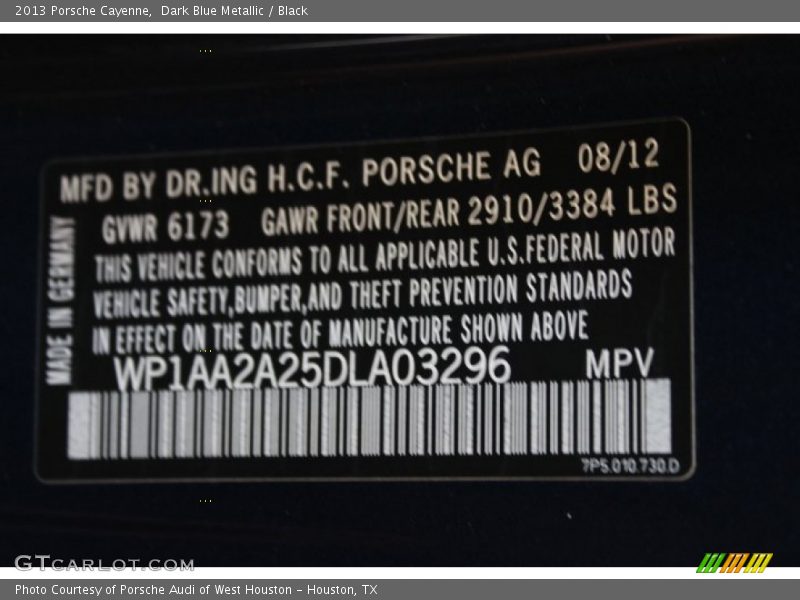 2013 Porsche Cayenne, Dark Blue Metallic / Black
MFD BY DR.ING H.C.F. PORSCHE AG 08/12
GVWR 6173 GAWR FRONT/REAR 2910/3384 LBS
THIS VEHICLE CONFORMS TO ALL APPLICABLE U.S.FEDERAL MOTOR
VEHICLE SAFETY,BUMPER,AND THEFT PREVENTION STANDARDS
IN EFFECT ON THE DATE OF MANUFACTURE SHOWN ABOVE
MADE IN GERMANY
WP1AA2A25DLA03296 MPV
7P5.010.730.D
GTCARLOT.COM
Photo Courtesy of Porsche Audi of West Houston - Houston, TX